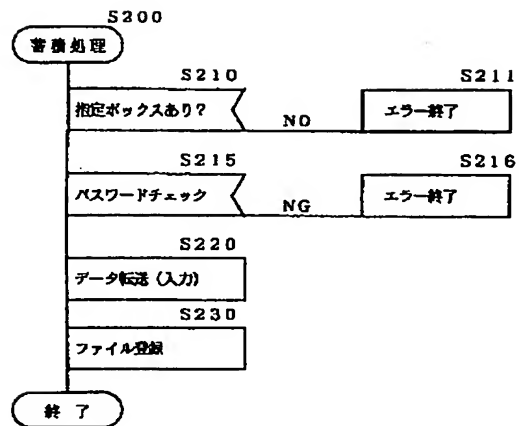 S200
蓄積処理
S210
S211
指定ボックスあり？
NO
エラー終了
S215
S216
パスワードチェック
NG
エラー終了
S220
データ転送（入力）
S230
ファイル登録
終了